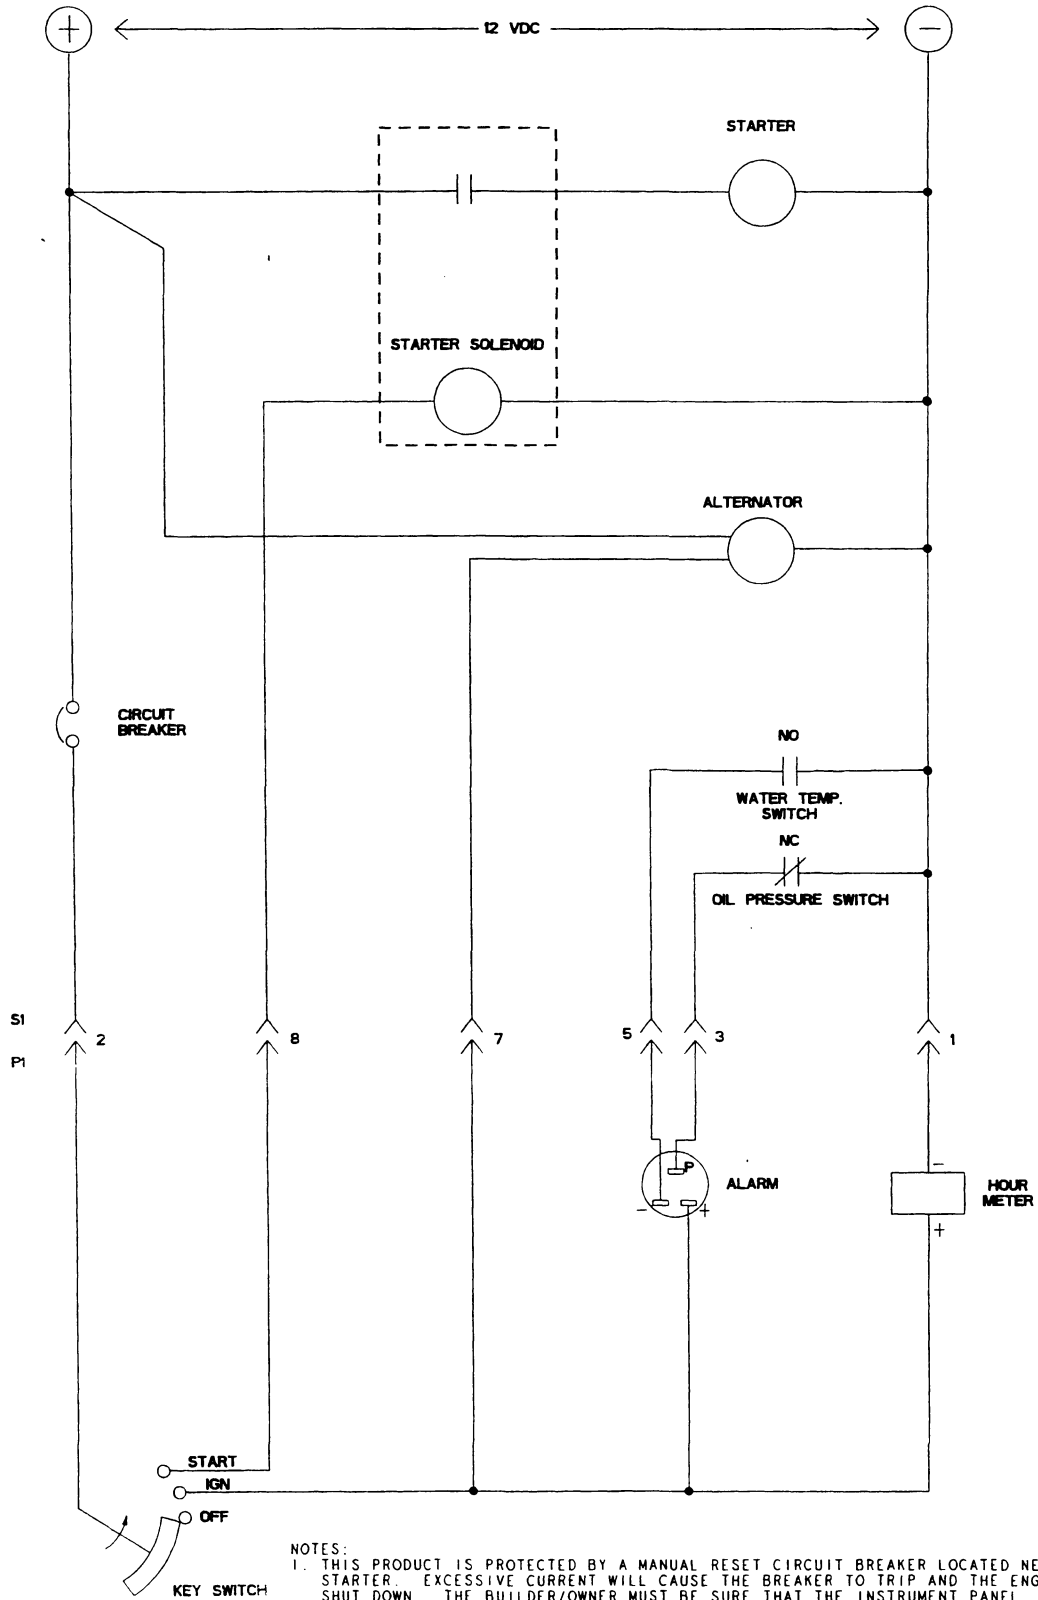 +
12 VDC
-
STARTER
STARTER SOLENOID
ALTERNATOR
CIRCUIT
BREAKER
NO
WATER TEMP.
SWITCH
NC
OIL PRESSURE SWITCH
S1
P1
2
8
7
5
3
1
P
ALARM
-
+
-
HOUR
METER
+
START
IGN
OFF
KEY SWITCH
NOTES:
1. THIS PRODUCT IS PROTECTED BY A MANUAL RESET CIRCUIT BREAKER LOCATED NE
STARTER. EXCESSIVE CURRENT WILL CAUSE THE BREAKER TO TRIP AND THE ENG
SHUT DOWN. THE BUILDER/OWNER MUST BE SURE THAT THE INSTRUMENT PANEL